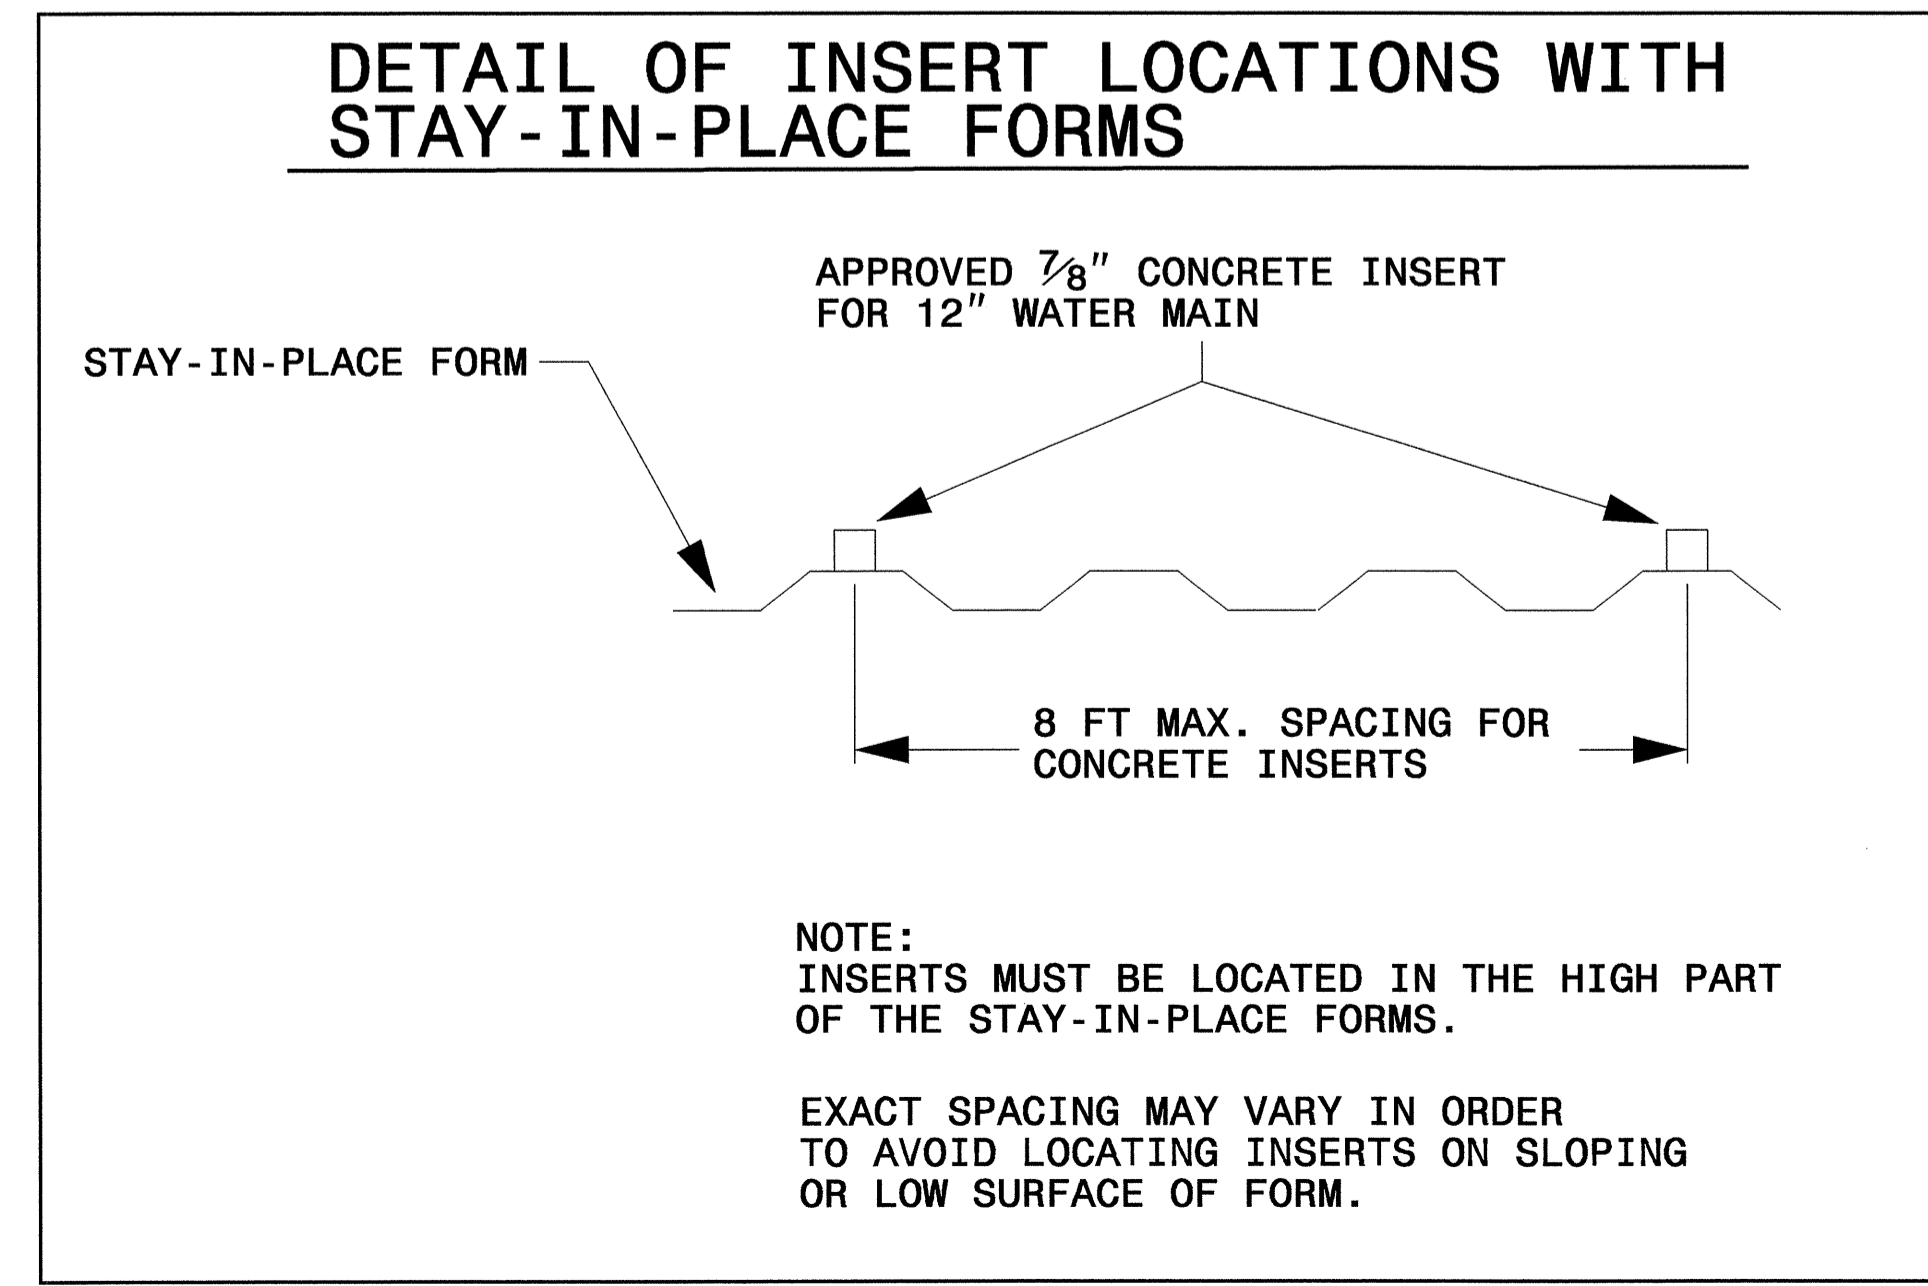 DETAIL OF INSERT LOCATIONS WITH
STAY-IN-PLACE FORMS
APPROVED 7/8" CONCRETE INSERT
FOR 12" WATER MAIN
STAY-IN-PLACE FORM
8 FT MAX. SPACING FOR
CONCRETE INSERTS
NOTE:
INSERTS MUST BE LOCATED IN THE HIGH PART
OF THE STAY-IN-PLACE FORMS.
EXACT SPACING MAY VARY IN ORDER
TO AVOID LOCATING INSERTS ON SLOPING
OR LOW SURFACE OF FORM.